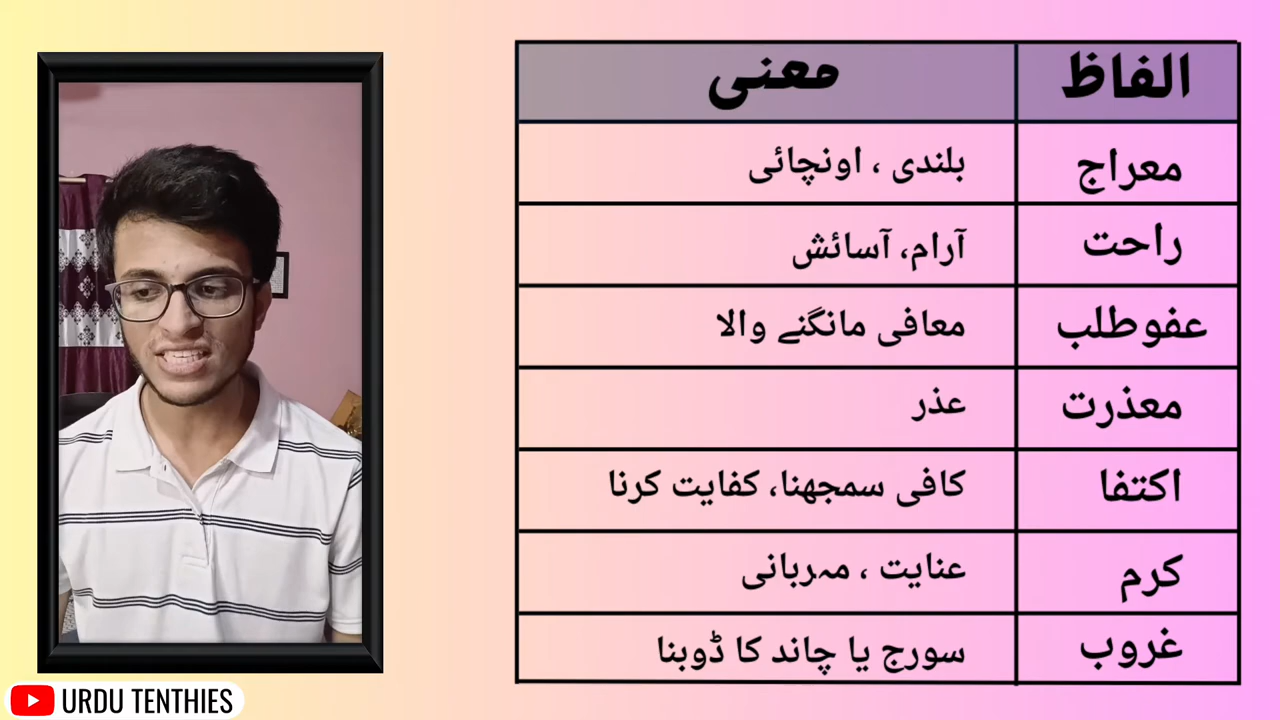 الفاظ معنی
معراج بلندی ، اونچائی
راحت آرام، آسائش
عفوطلب معافی مانگنے والا
معذرت عذر
اکتفا کافی سمجھنا، کفایت کرنا
کرم عنایت ، مہربانی
غروب سورج یا چاند کا ڈوبنا
URDU TENTHIES